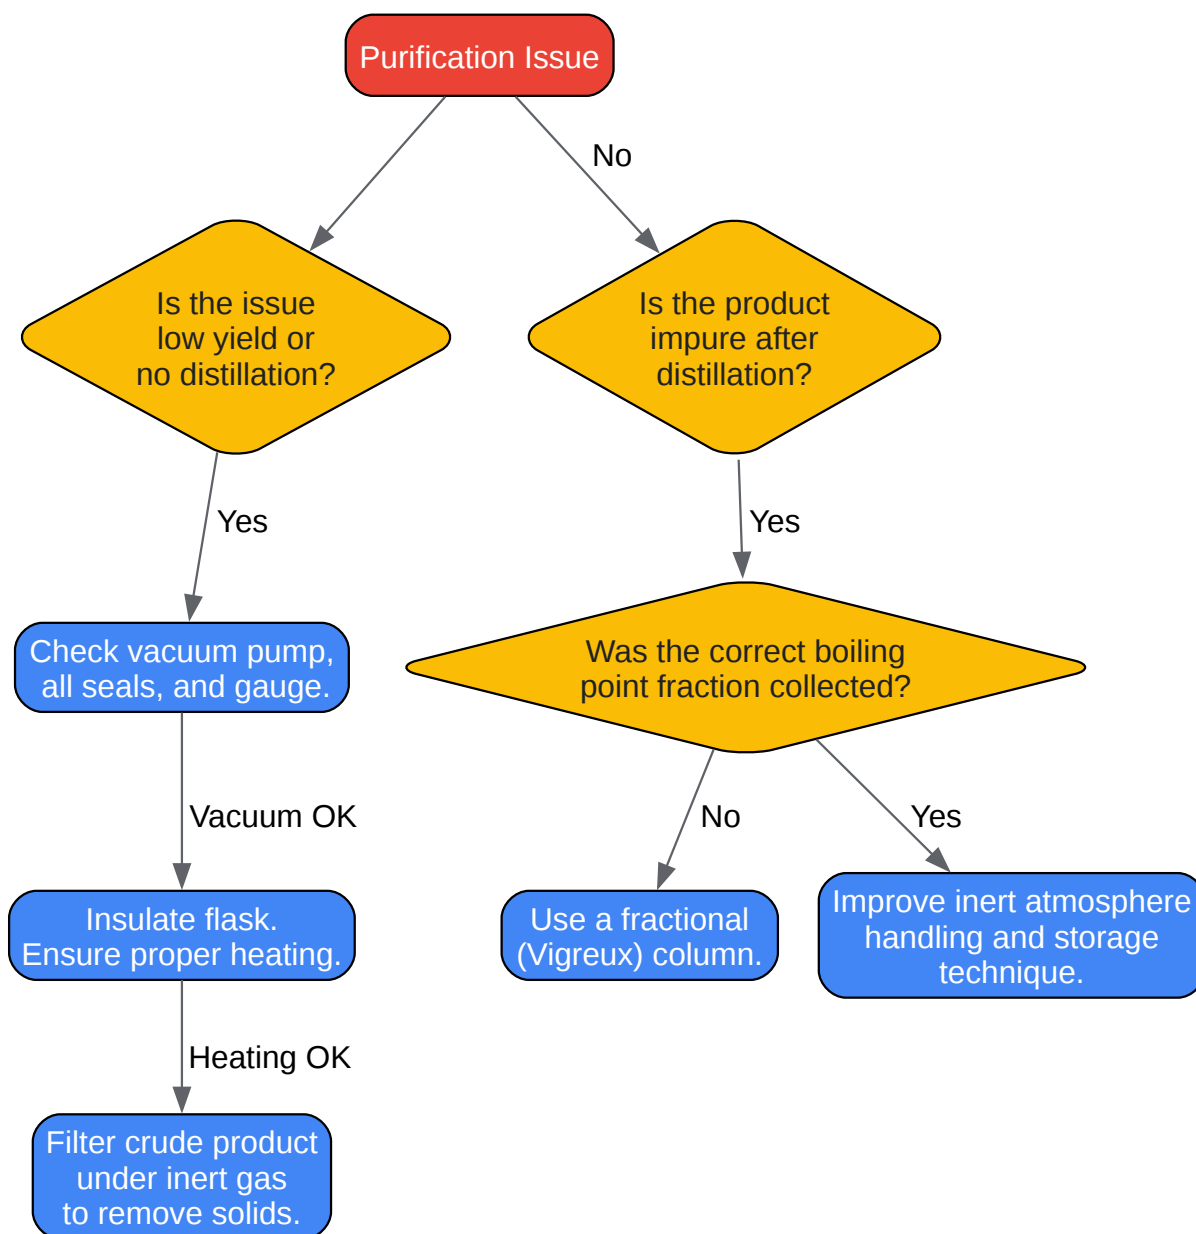 Purification Issue
No
Is the issue
low yield or
no distillation?
Is the product
impure after
distillation?
Yes
Yes
Check vacuum pump,
all seals, and gauge.
Was the correct boiling
point fraction collected?
Vacuum OK
No
Yes
Insulate flask.
Ensure proper heating.
Use a fractional
(Vigreux) column.
Improve inert atmosphere
handling and storage
technique.
Heating OK
Filter crude product
under inert gas
to remove solids.